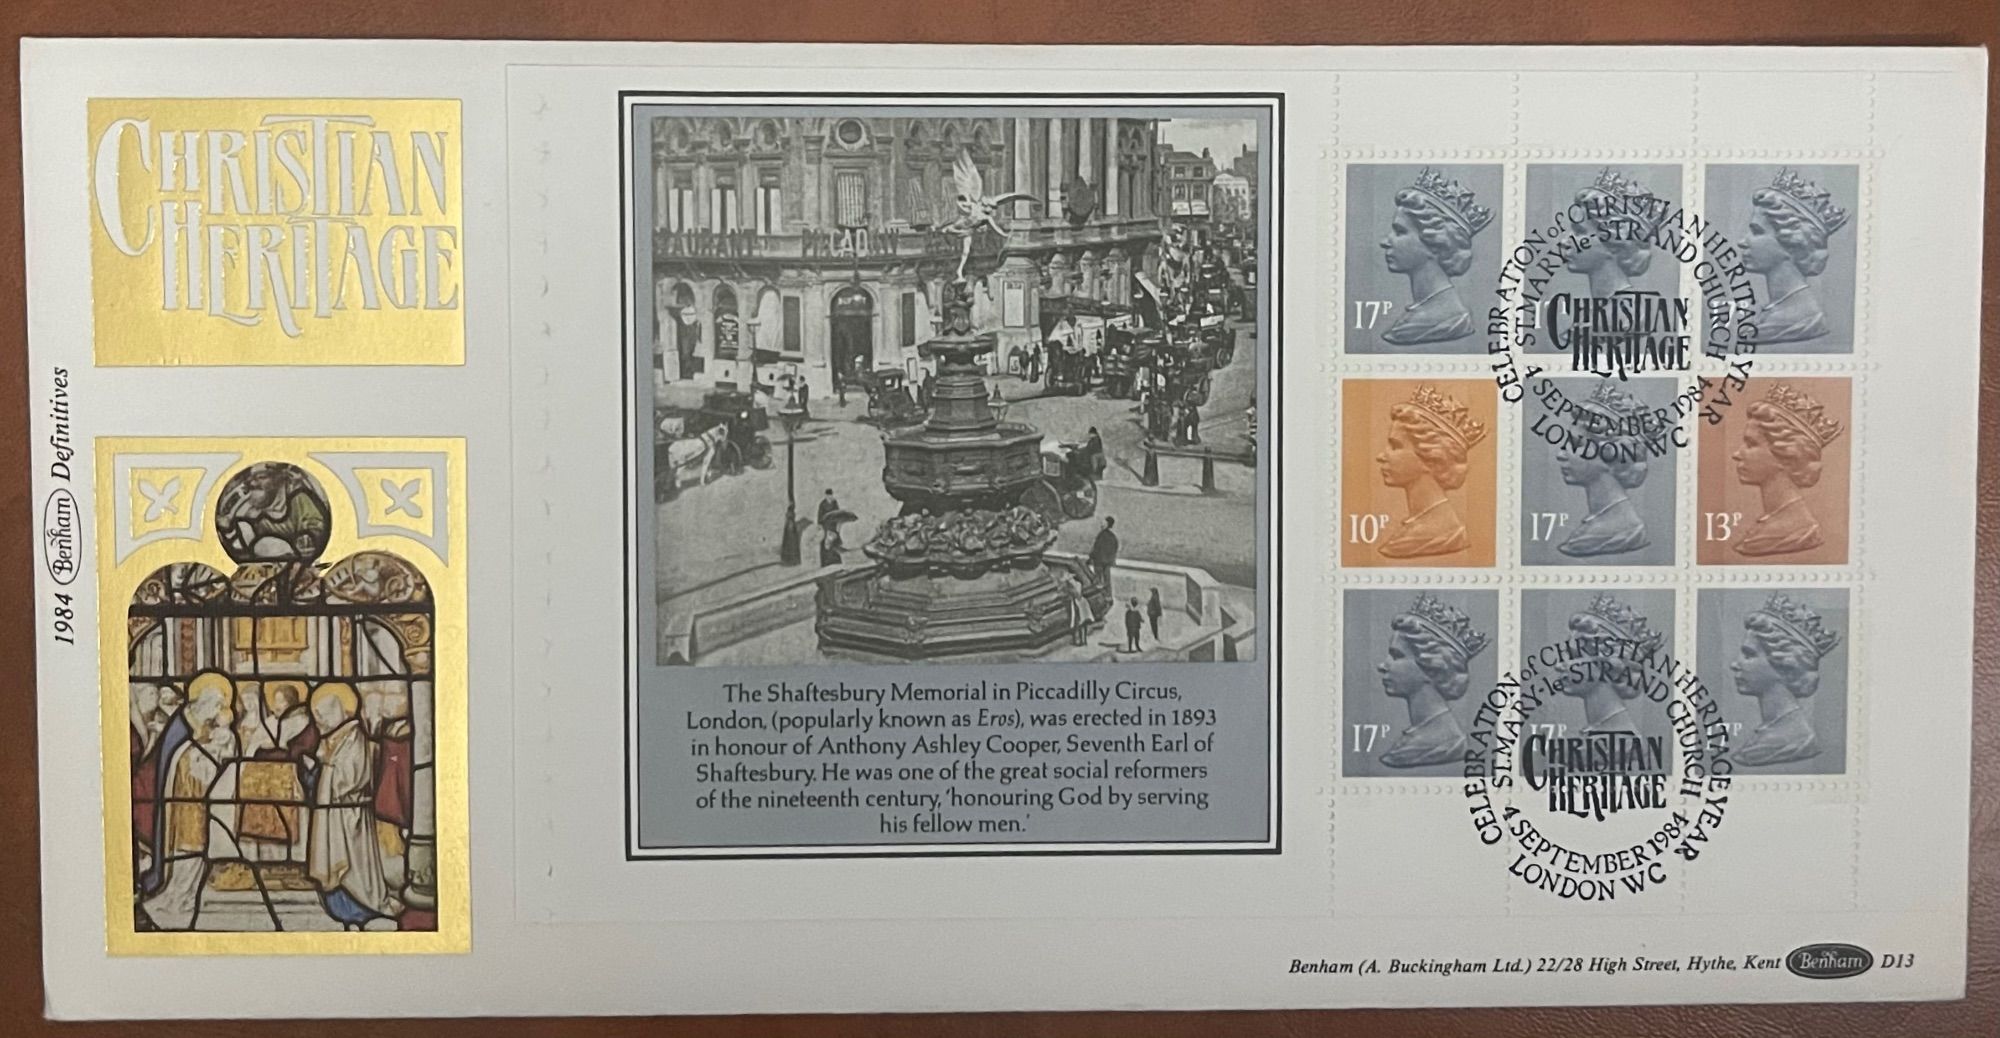 CHRISTIAN
HERITAGE
1984 Benham Definitives
PICCADILLY
The Shaftesbury Memorial in Piccadilly Circus,
London, (popularly known as Eros), was erected in 1893
in honour of Anthony Ashley Cooper, Seventh Earl of
Shaftesbury. He was one of the great social reformers
of the nineteenth century, 'honouring God by serving
his fellow men.'
17P
10P
17P
13P
17P
17P
CELEBRATION of CHRISTIAN HERITAGE YEAR
ST.MARY-le-STRAND CHURCH
CHRISTIAN
HERITAGE
4 SEPTEMBER 1984
LONDON WC
CELEBRATION of CHRISTIAN HERITAGE YEAR
ST.MARY-le-STRAND CHURCH
CHRISTIAN
HERITAGE
4 SEPTEMBER 1984
LONDON WC
Benham (A. Buckingham Ltd.) 22/28 High Street, Hythe, Kent Benham D13